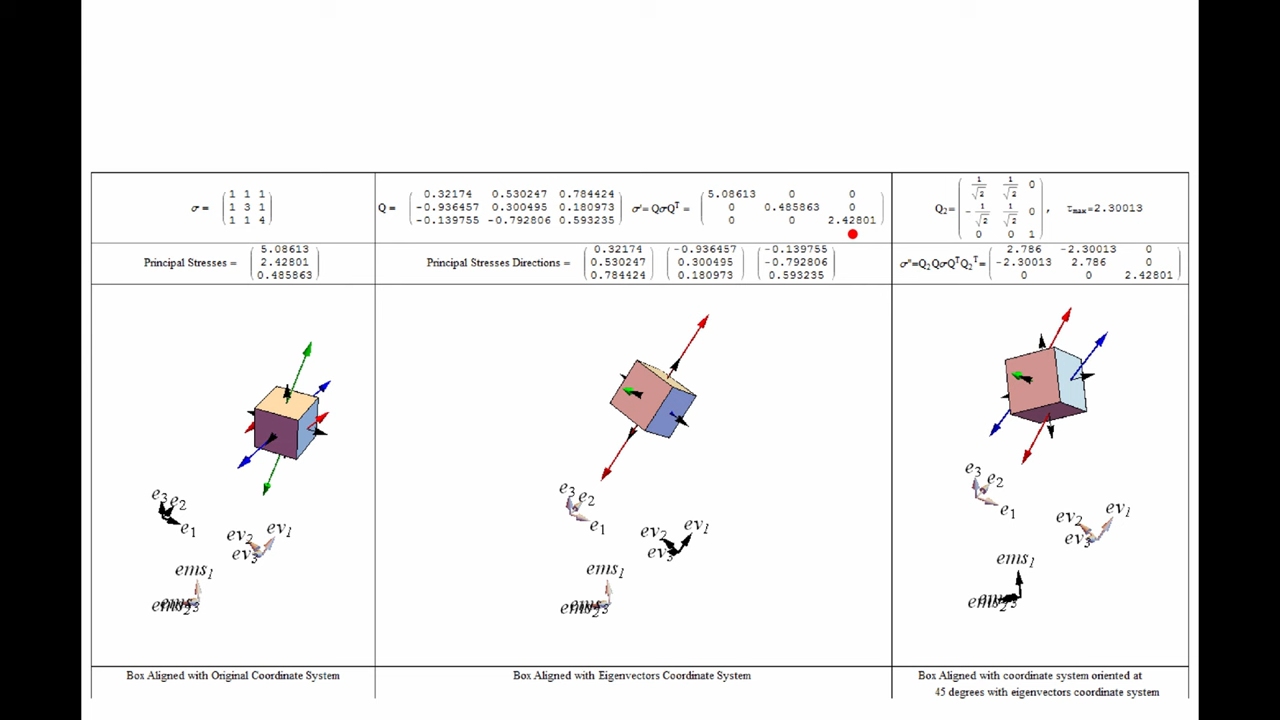 σ = ( 1 1 1
1 3 1
1 1 4 )
Principal Stresses = ( 5.08613
2.42801
0.485863 )
Q = ( 0.32174 0.530247 0.784424
-0.936457 0.300495 0.180973
-0.139755 -0.792806 0.593235 )
σ'= QσQᵀ = ( 5.08613 0 0
0 0.485863 0
0 0 2.42801 )
Principal Stresses Directions = ( 0.32174
0.530247
0.784424 ) ( -0.936457
0.300495
0.180973 ) ( -0.139755
-0.792806
0.593235 )
Q₂= ( 1/√2 1/√2 0
-1/√2 1/√2 0
0 0 1 ) , τmax=2.30013
σ''=Q₂QσQᵀQ₂ᵀ= ( 2.786 -2.30013 0
-2.30013 2.786 0
0 0 2.42801 )
e₃
e₂
e₁
ev₂
ev₁
ev₃
ems₁
e₃
e₂
e₁
ev₂
ev₁
ev₃
ems₁
e₃
e₂
e₁
ev₂
ev₁
ev₃
ems₁
Box Aligned with Original Coordinate System
Box Aligned with Eigenvectors Coordinate System
Box Aligned with coordinate system oriented at
45 degrees with eigenvectors coordinate system